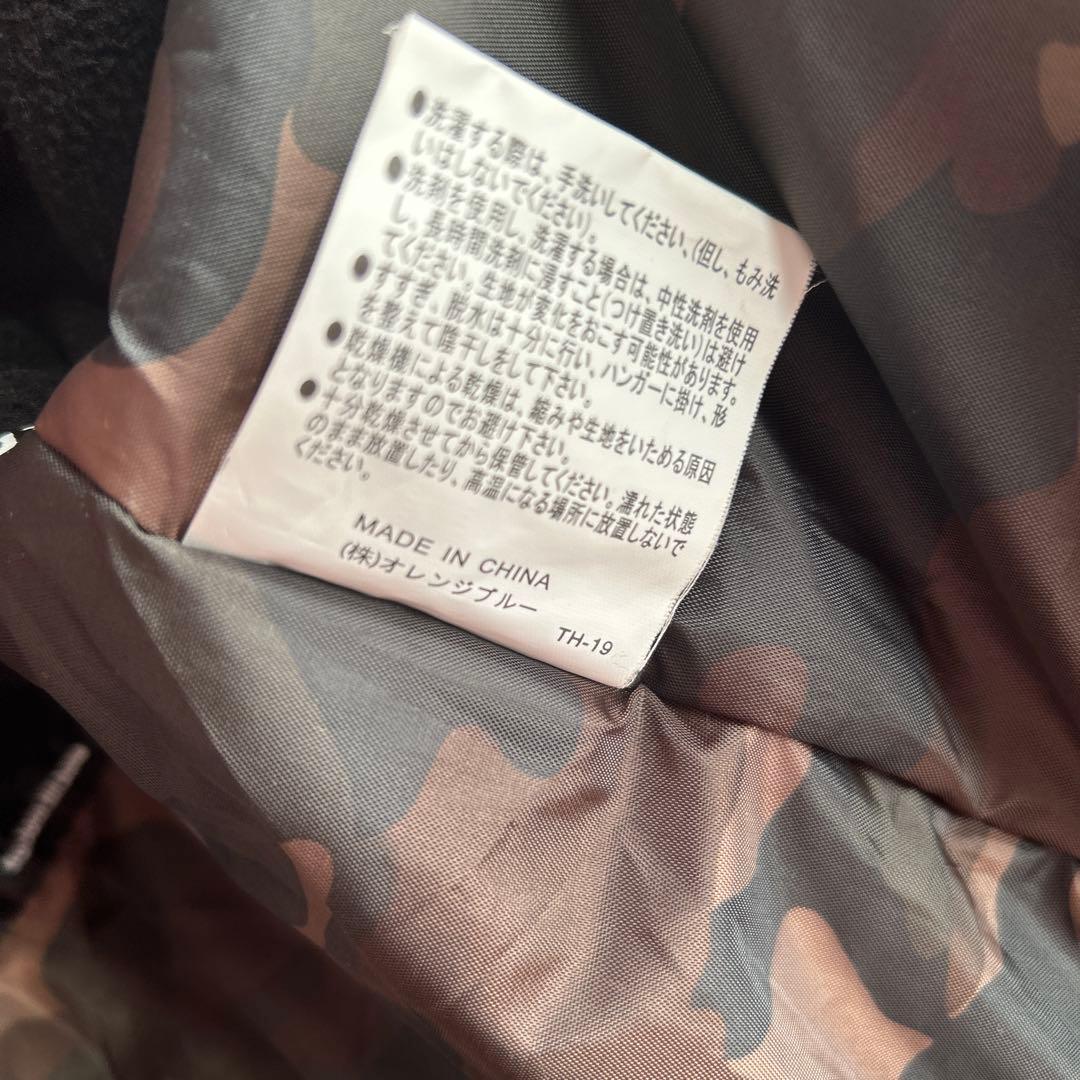 ●洗濯する際は、手洗いしてください、(但し、もみ洗
いはしないでください)。
●洗剤を使用し、洗濯する場合は、中性洗剤を使用
し、長時間洗剤に浸すこと(つけ置き洗い)は避け
てください。生地が変化をおこす可能性があります。
●すすぎ、脱水は十分に行い、ハンガーに掛け、形
を整えて陰干しをして下さい。
●乾燥機による乾燥は、縮みや生地をいためる原因
となりますのでお避け下さい。
●十分乾燥させてから保管してください。濡れた状態
のまま放置したり、高温になる場所に放置しないで
ください。
MADE IN CHINA
(株)オレンジブルー
TH-19